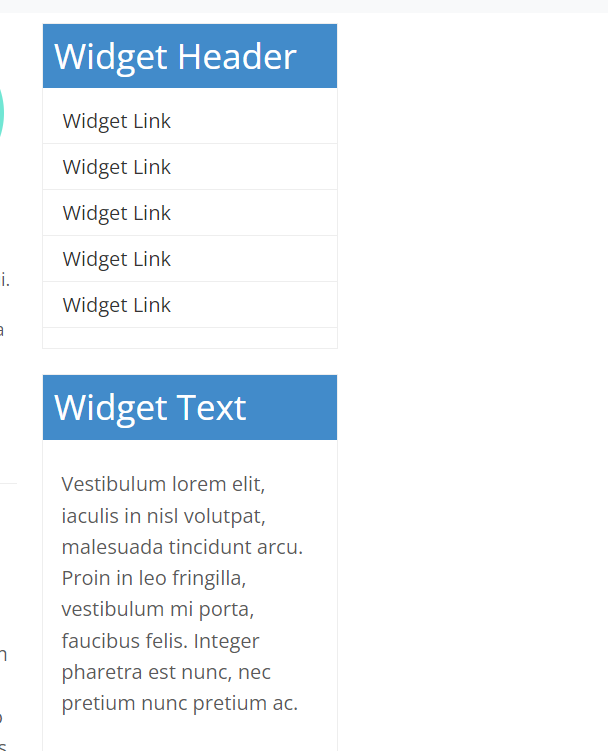 Widget Header
Widget Link
Widget Link
Widget Link
Widget Link
Widget Link
Widget Text
Vestibulum lorem elit,
iaculis in nisl volutpat,
malesuada tincidunt arcu.
Proin in leo fringilla,
vestibulum mi porta,
faucibus felis. Integer
pharetra est nunc, nec
pretium nunc pretium ac.